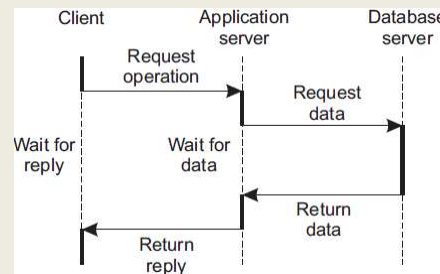 Client
Application
server
Database
server
Request
operation
Request
data
Wait for
reply
Wait for
data
Return
data
Return
reply